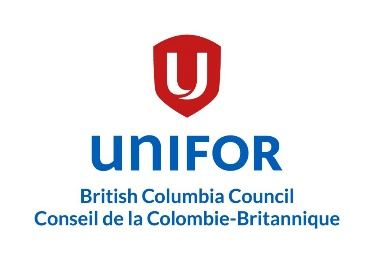 U
UNIFOR
British Columbia Council
Conseil de la Colombie-Britannique